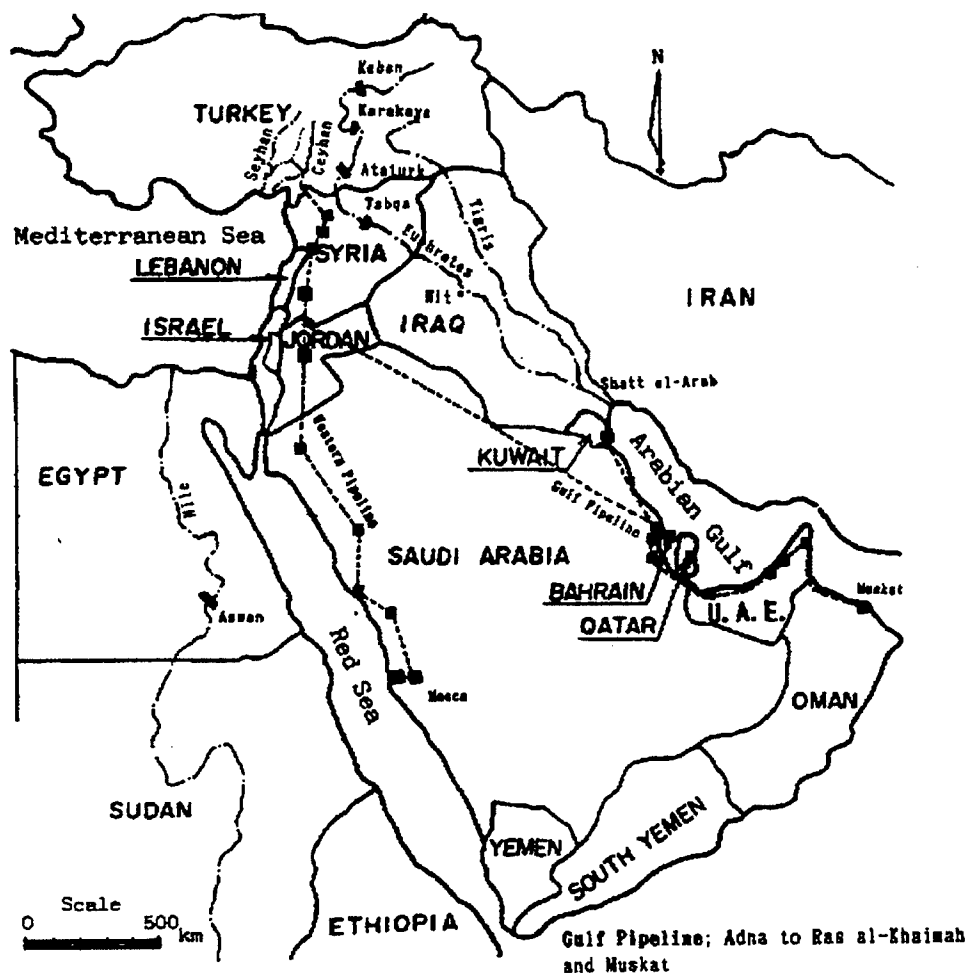 N
Keban
TURKEY
Karakaya
Seyhan
Ceyhan
Ataturk
Tabqa
Tigris
Mediterranean Sea
SYRIA
Euphrates
LEBANON
Hit
IRAN
ISRAEL
JORDAN
IRAQ
Shatt al-Arab
Western Pipeline
KUWAIT
Arabian Gulf
EGYPT
Nile
Gulf Pipeline
SAUDI ARABIA
BAHRAIN
Muskat
U. A. E.
Aswan
QATAR
Red Sea
Mecca
OMAN
SUDAN
YEMEN
SOUTH YEMEN
Scale
0 500 km
ETHIOPIA
Gulf Pipeline; Adna to Ras al-Khaimah
and Muskat